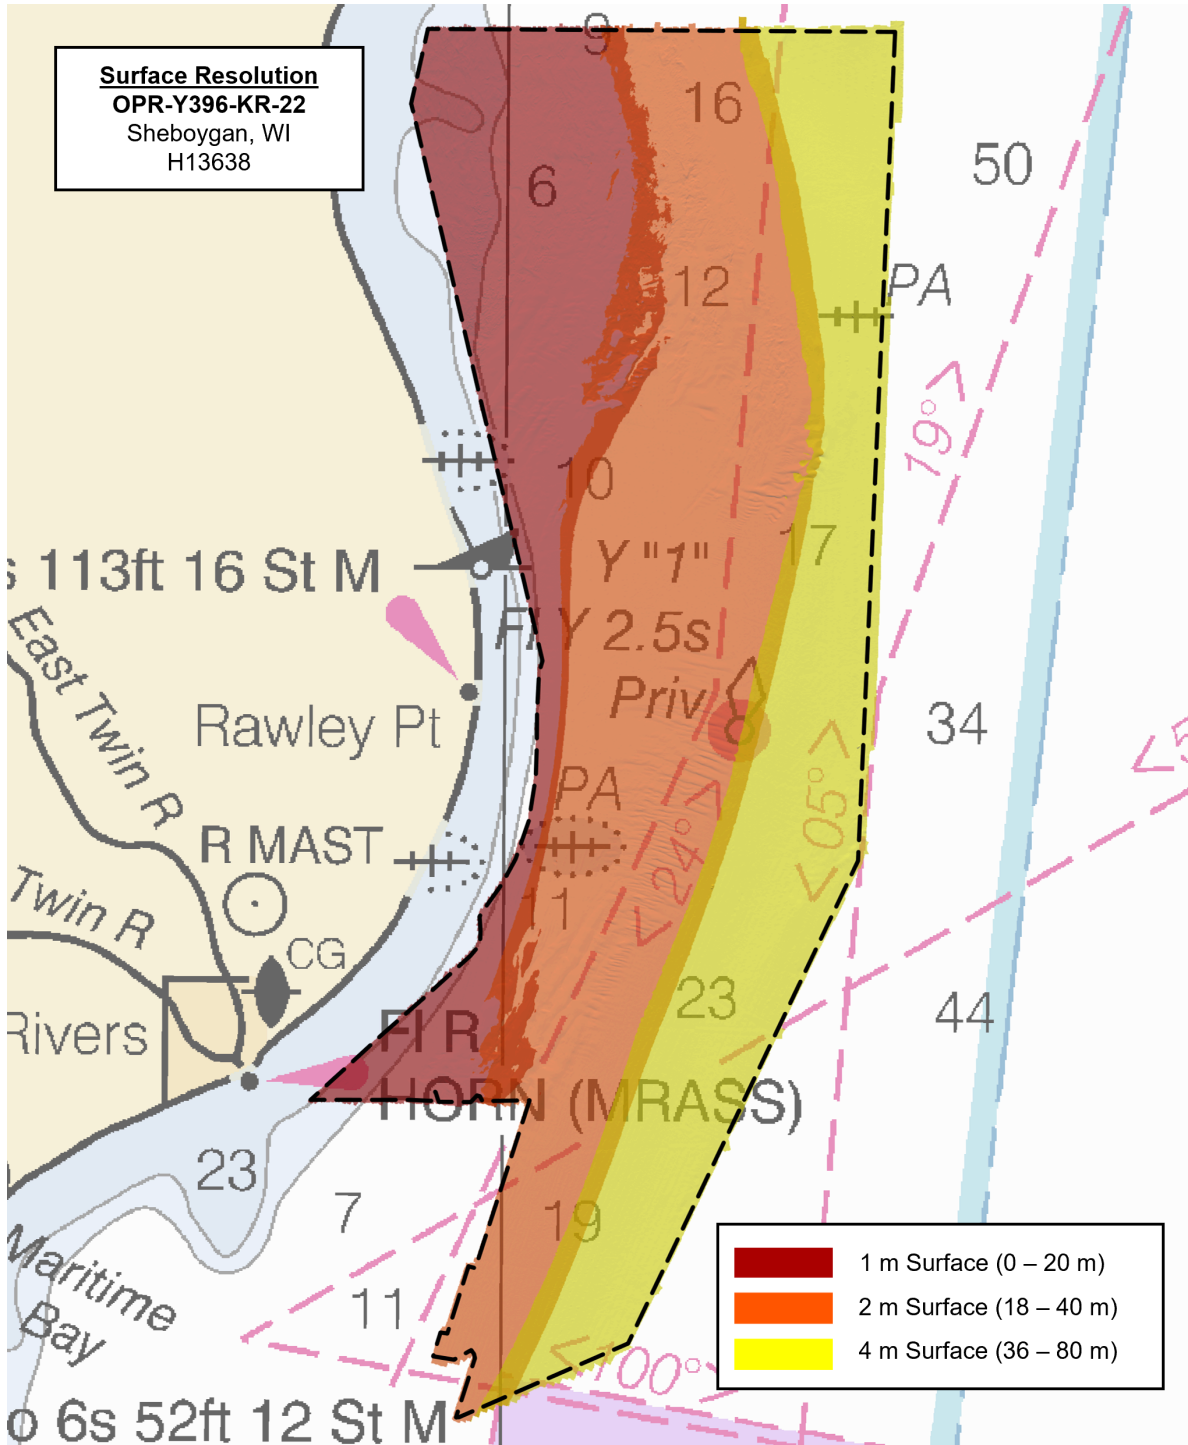 Surface Resolution
OPR-Y396-KR-22
Sheboygan, WI
H13638
9
16
50
6
12
PA
19°
10
17
s 113ft 16 St M
Y "1"
Fl Y 2.5s
Priv
East Twin R
Rawley Pt
34
<5
PA
<05°>
R MAST
<24°>
Twin R
11
CG
23
44
Rivers
Fl R
HORN (MRASS)
23
7
19
11
Maritime
Bay
<100°>
o 6s 52ft 12 St M
1 m Surface (0 – 20 m)
2 m Surface (18 – 40 m)
4 m Surface (36 – 80 m)